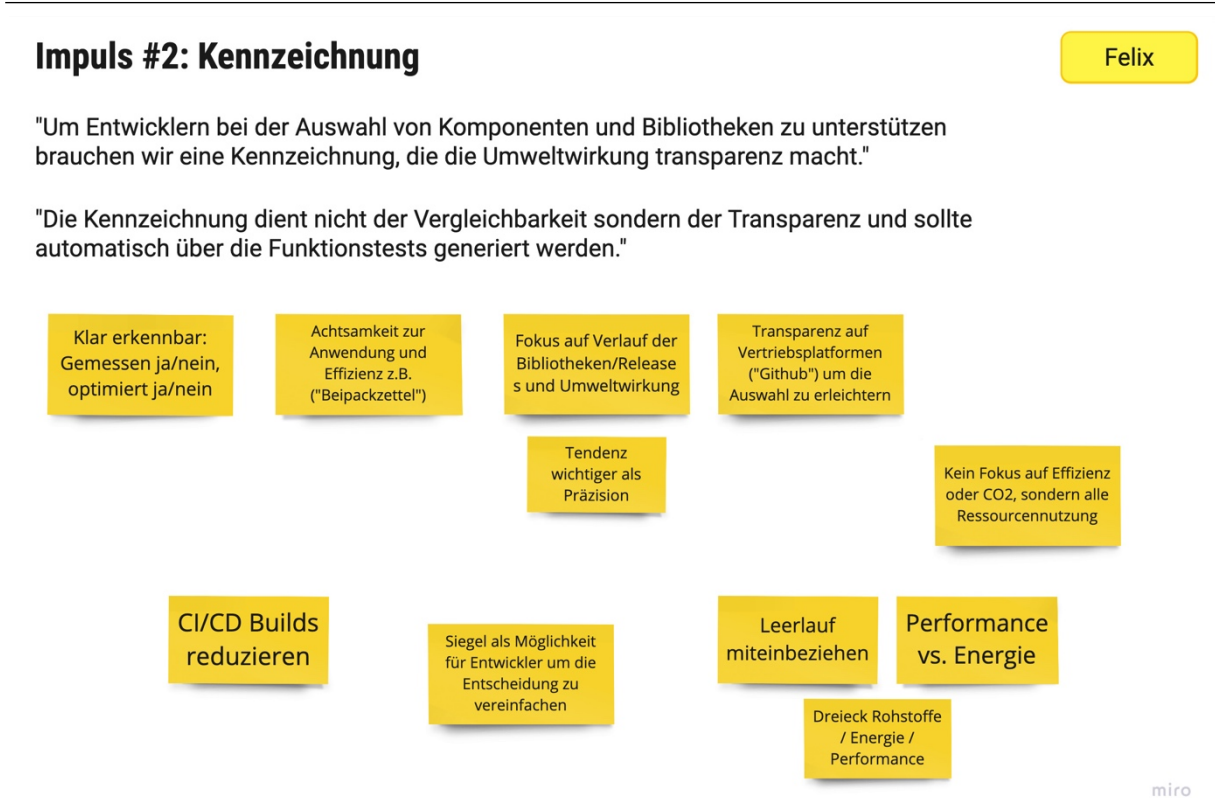 Impuls #2: Kennzeichnung
Felix
"Um Entwicklern bei der Auswahl von Komponenten und Bibliotheken zu unterstützen
brauchen wir eine Kennzeichnung, die die Umweltwirkung transparenz macht."
"Die Kennzeichnung dient nicht der Vergleichbarkeit sondern der Transparenz und sollte
automatisch über die Funktionstests generiert werden."
Klar erkennbar:
Gemessen ja/nein,
optimiert ja/nein
Achtsamkeit zur
Anwendung und
Effizienz z.B.
("Beipackzettel")
Fokus auf Verlauf der
Bibliotheken/Release
s und Umweltwirkung
Transparenz auf
Vertriebsplatformen
("Github") um die
Auswahl zu erleichtern
Tendenz
wichtiger als
Präzision
Kein Fokus auf Effizienz
oder CO2, sondern alle
Ressourcennutzung
CI/CD Builds
reduzieren
Siegel als Möglichkeit
für Entwickler um die
Entscheidung zu
vereinfachen
Leerlauf
miteinbeziehen
Performance
vs. Energie
Dreieck Rohstoffe
/ Energie /
Performance
miro